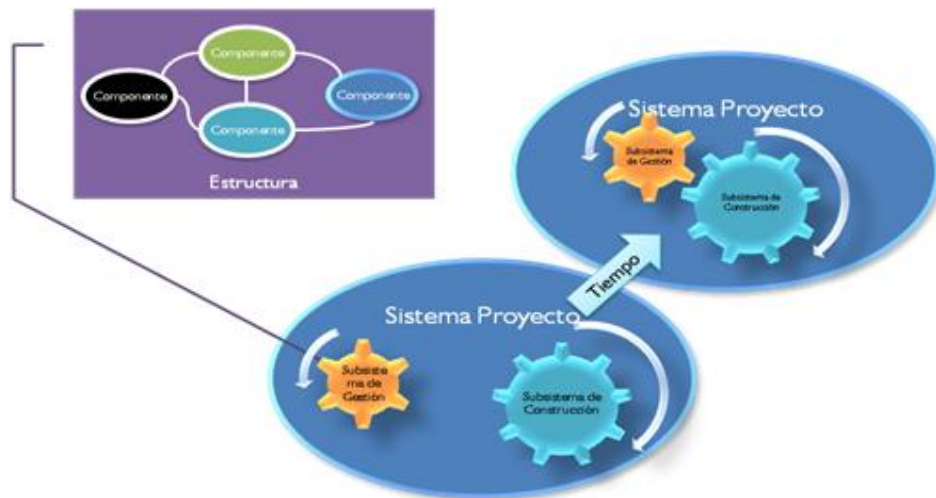 Componente
Componente
Componente
Componente
Estructura
Sistema Proyecto
Subsistema
de Gestión
Subsistema de
Construcción
Tiempo
Sistema Proyecto
Subsiste
ma de
Gestión
Subsistema de
Construcción